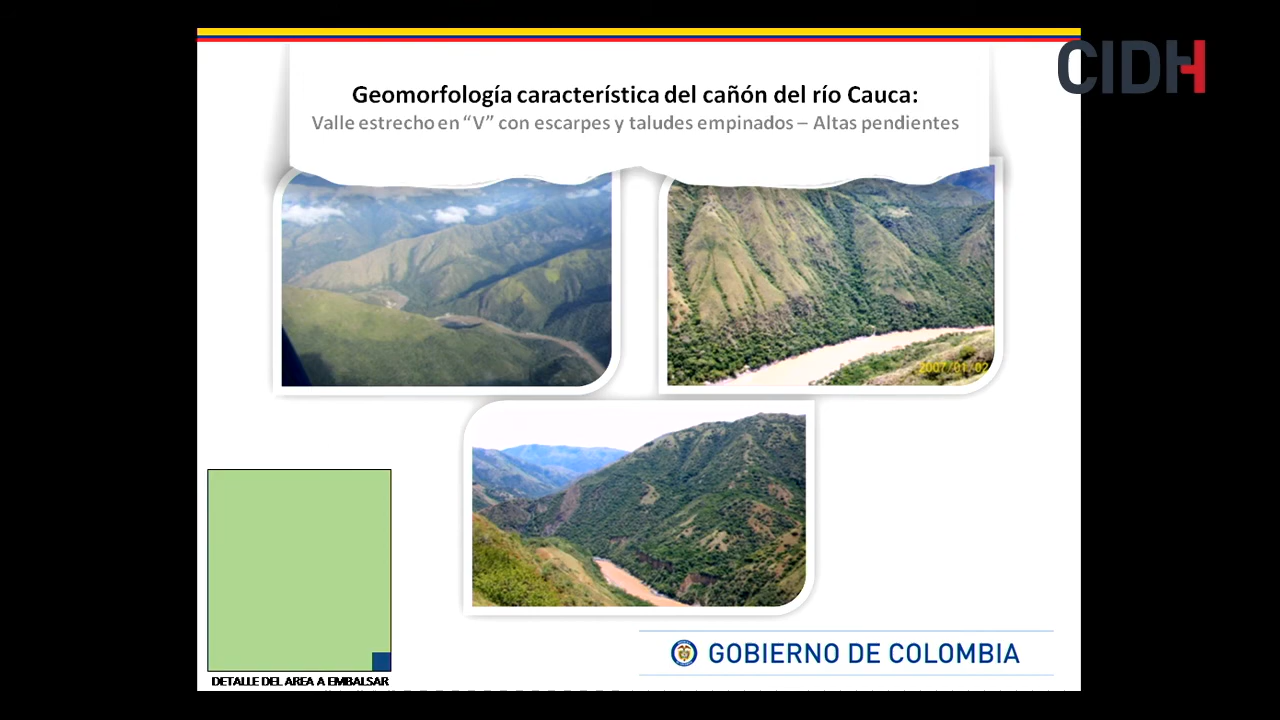 CIDH
Geomorfología característica del cañón del río Cauca:
Valle estrecho en “V” con escarpes y taludes empinados – Altas pendientes
2007/01/02
DETALLE DEL AREA A EMBALSAR
GOBIERNO DE COLOMBIA